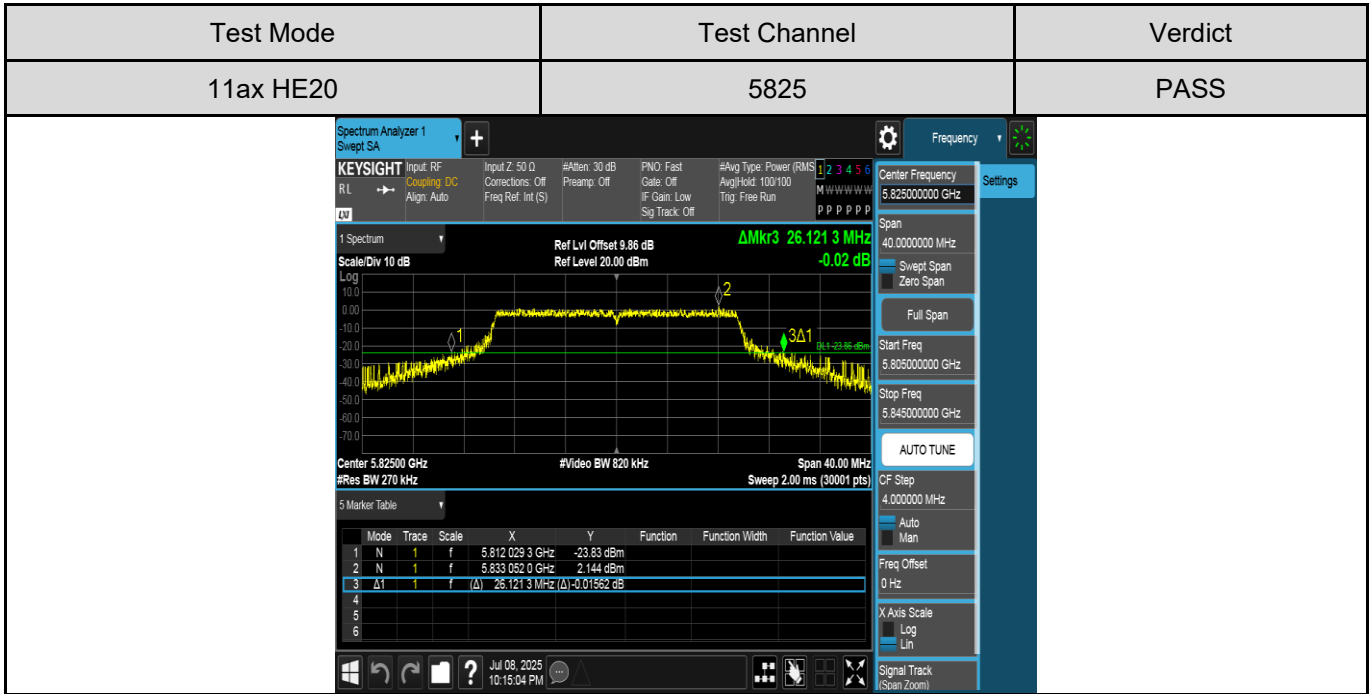 Test Mode Test Channel Verdict
11ax HE20 5825 PASS
Spectrum Analyzer 1
Swept SA
+
Frequency
KEYSIGHT Input: RF Input Z: 50 Ω #Atten: 30 dB PNO: Fast #Avg Type: Power (RMS 1 2 3 4 5 6
RL Coupling: DC Corrections: Off Preamp: Off Gate: Off Avg|Hold: 100/100 M W W W W W
Align: Auto Freq Ref: Int (S) IF Gain: Low Trig: Free Run
LXI Sig Track: Off P P P P P P
Center Frequency
5.825000000 GHz
Settings
Span
40.0000000 MHz
Swept Span
Zero Span
Full Span
Start Freq
5.805000000 GHz
Stop Freq
5.845000000 GHz
AUTO TUNE
CF Step
4.000000 MHz
Auto
Man
Freq Offset
0 Hz
X Axis Scale
Log
Lin
Signal Track
(Span Zoom)
1 Spectrum Ref Lvl Offset 9.86 dB ΔMkr3 26.121 3 MHz
Scale/Div 10 dB Ref Level 20.00 dBm -0.02 dB
Log
10.0
0.00
-10.0
-20.0
-30.0
-40.0
-50.0
-60.0
-70.0
2
1
3Δ1
DL1 -23.86 dBm
Center 5.82500 GHz #Video BW 820 kHz Span 40.00 MHz
#Res BW 270 kHz Sweep 2.00 ms (30001 pts)
5 Marker Table
Mode Trace Scale X Y Function Function Width Function Value
1 N 1 f 5.812 029 3 GHz -23.83 dBm
2 N 1 f 5.833 052 0 GHz 2.144 dBm
3 Δ1 1 f (Δ) 26.121 3 MHz (Δ) -0.01562 dB
4
5
6
? Jul 08, 2025
10:15:04 PM